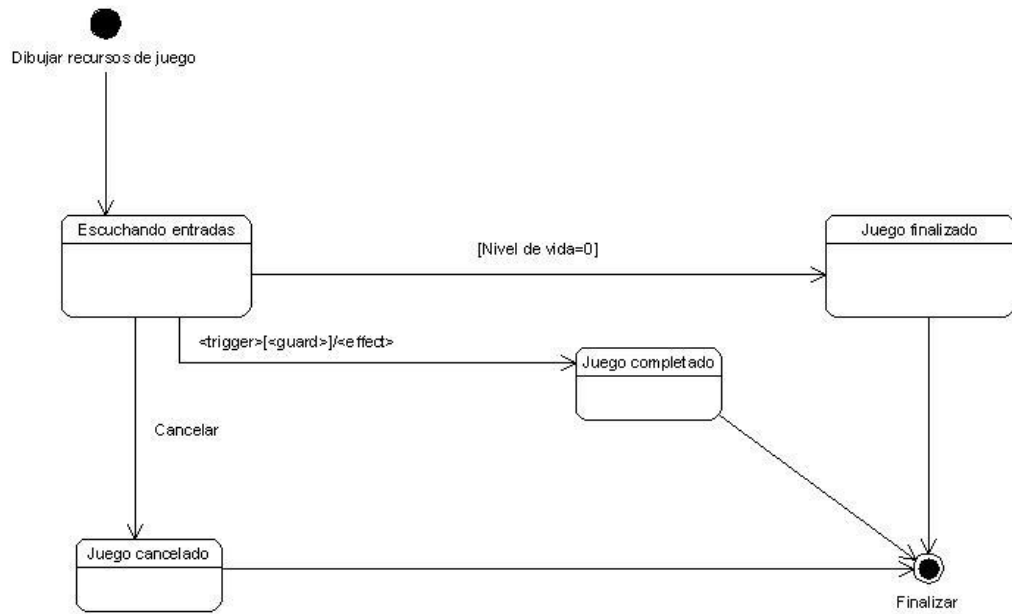 Dibujar recursos de juego
Escuchando entradas
Juego finalizado
[Nivel de vida=0]
<trigger>[<guard>]/<effect>
Juego completado
Cancelar
Juego cancelado
Finalizar